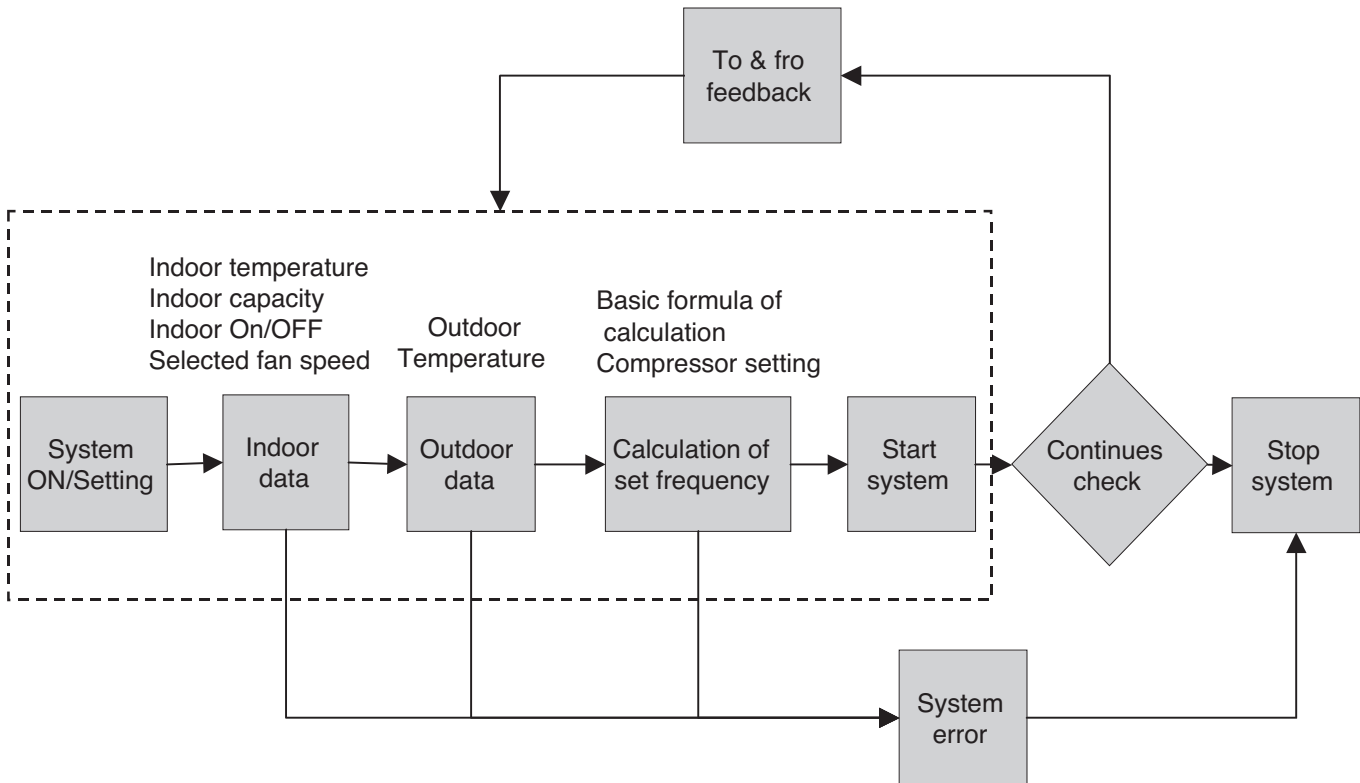 To & fro
feedback
Indoor temperature
Indoor capacity
Indoor On/OFF
Selected fan speed
Outdoor
Temperature
Basic formula of
calculation
Compressor setting
System
ON/Setting
Indoor
data
Outdoor
data
Calculation of
set frequency
Start
system
Continues
check
Stop
system
System
error